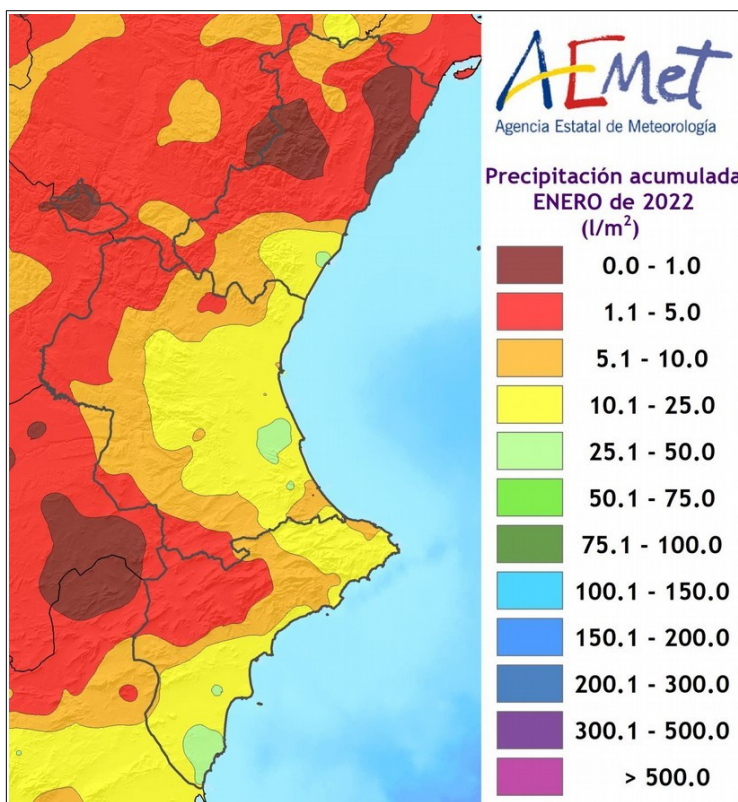 AEMet
Agencia Estatal de Meteorología
Precipitación acumulada
ENERO de 2022
(l/m²)
0.0 - 1.0
1.1 - 5.0
5.1 - 10.0
10.1 - 25.0
25.1 - 50.0
50.1 - 75.0
75.1 - 100.0
100.1 - 150.0
150.1 - 200.0
200.1 - 300.0
300.1 - 500.0
> 500.0